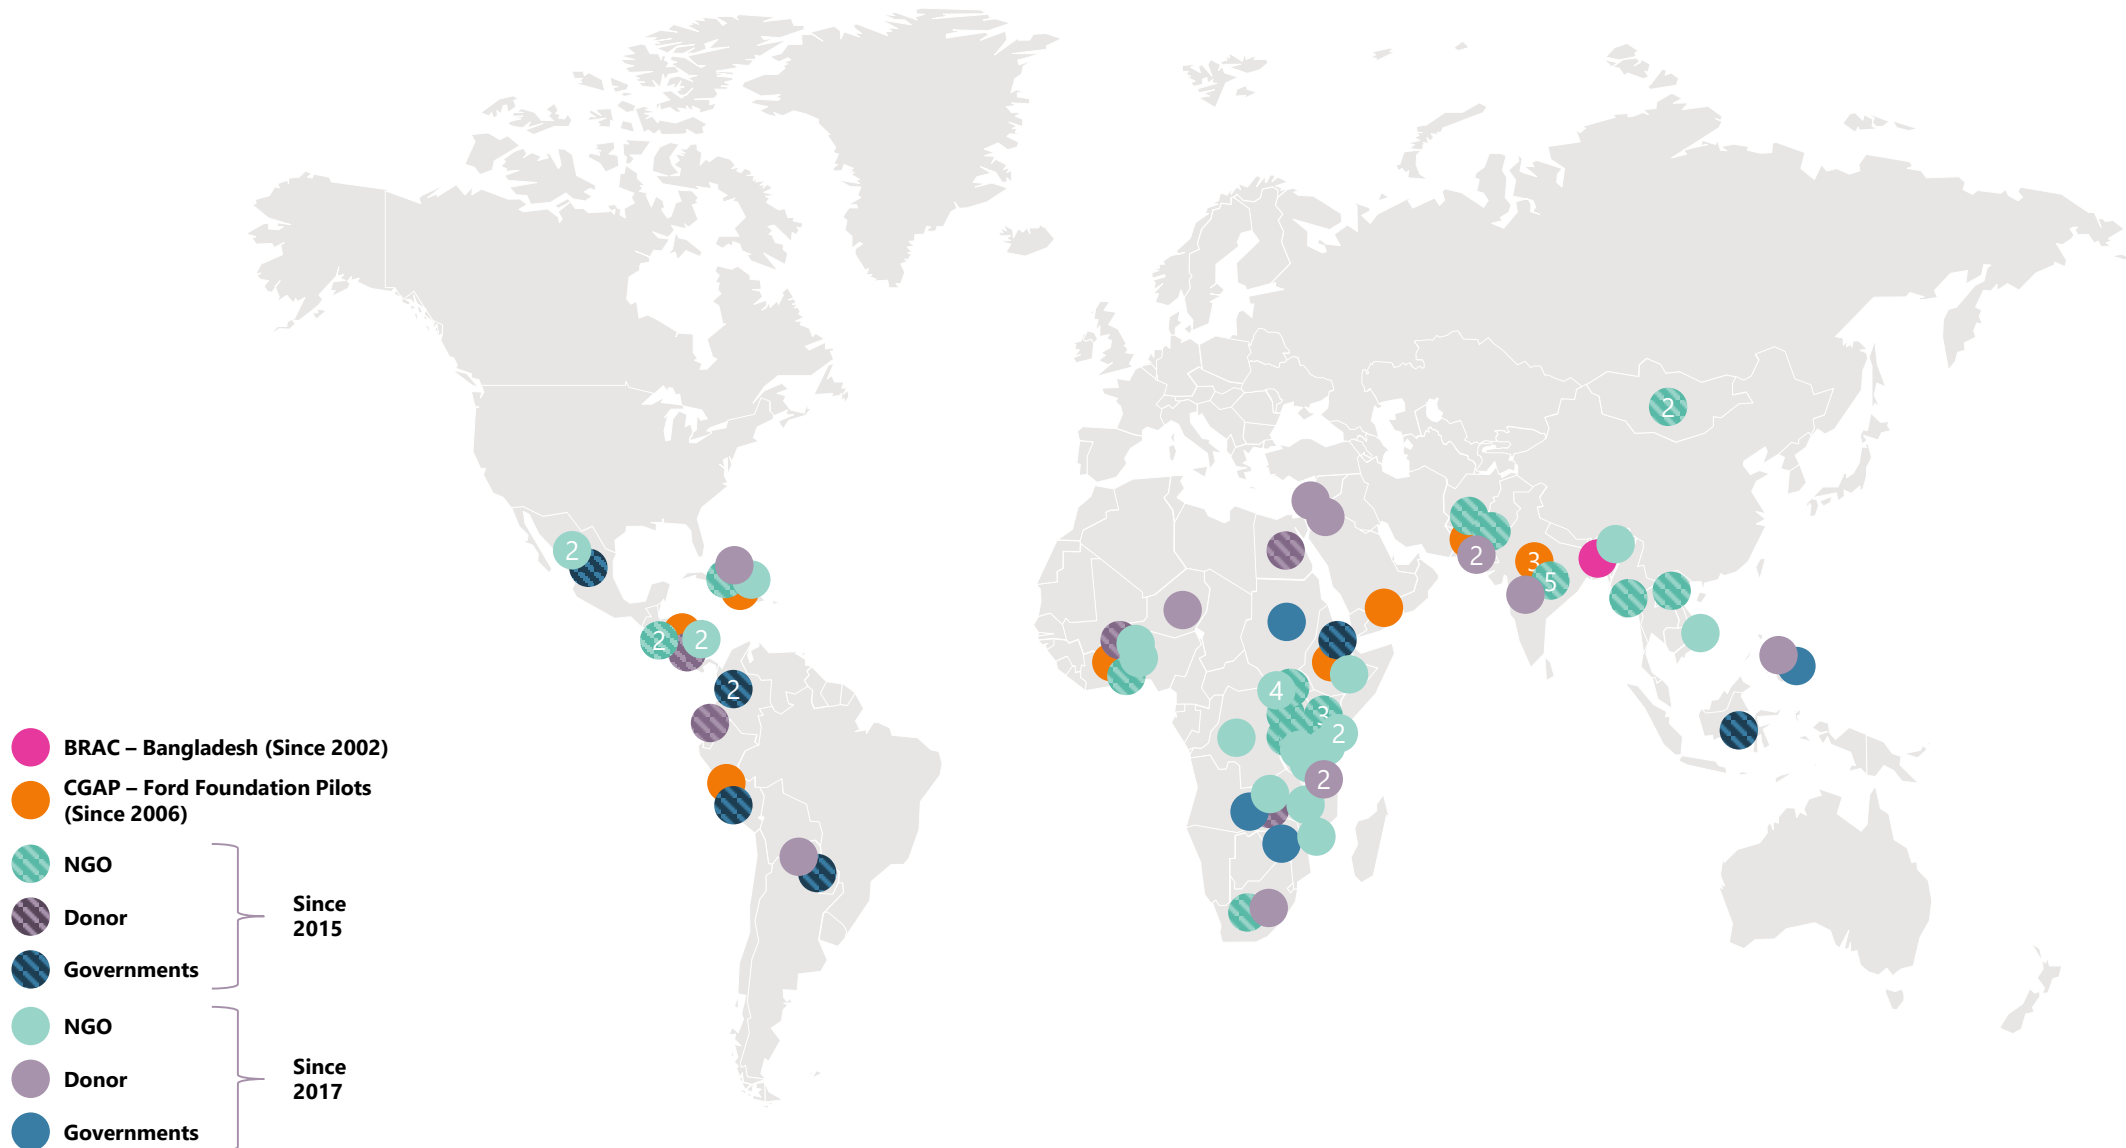 2
2
2
2
2
3
2
5
4
3
2
2
2
BRAC – Bangladesh (Since 2002)
CGAP – Ford Foundation Pilots
(Since 2006)
NGO
Donor
Governments
Since
2015
NGO
Donor
Governments
Since
2017